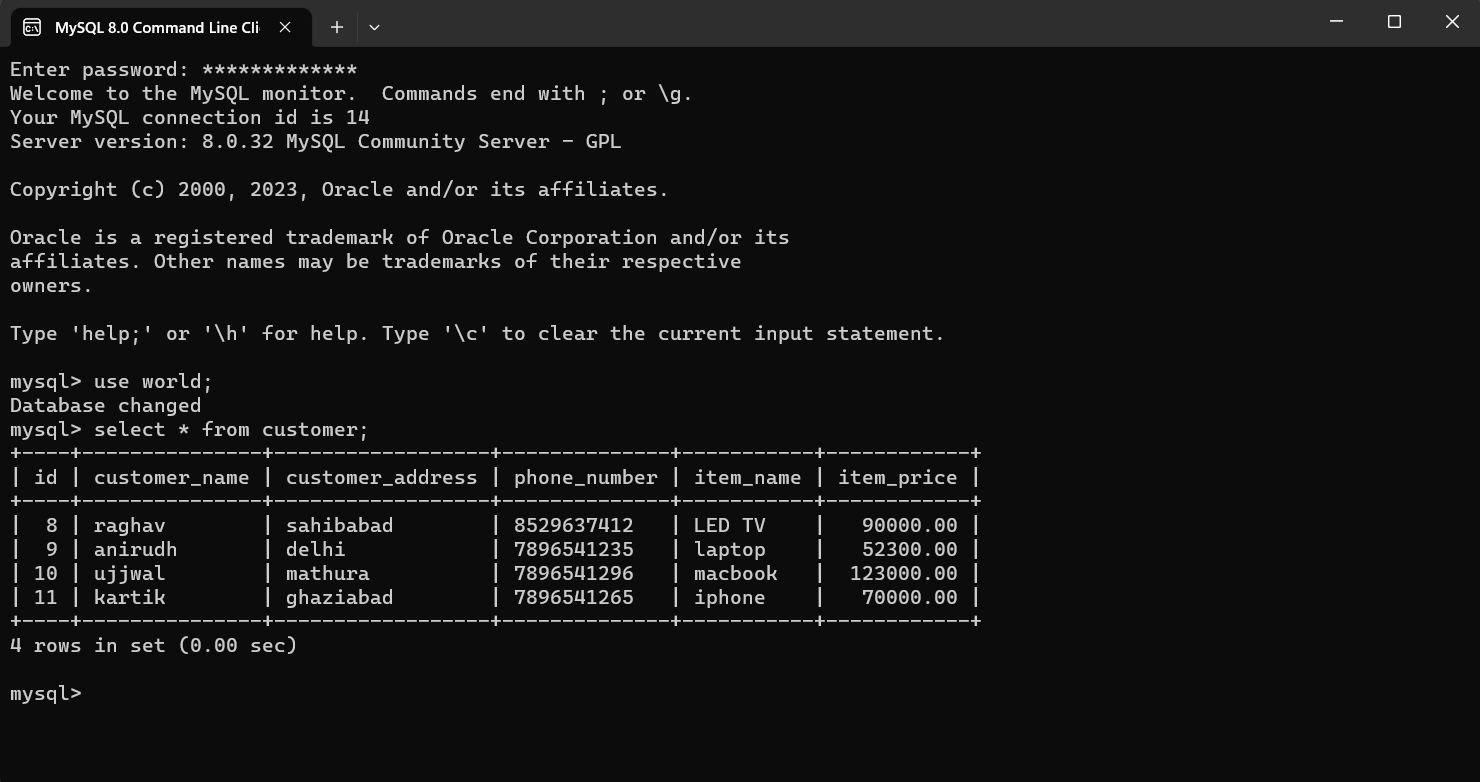 MySQL 8.0 Command Line Cli
Enter password: *************
Welcome to the MySQL monitor.  Commands end with ; or \g.
Your MySQL connection id is 14
Server version: 8.0.32 MySQL Community Server - GPL

Copyright (c) 2000, 2023, Oracle and/or its affiliates.

Oracle is a registered trademark of Oracle Corporation and/or its
affiliates. Other names may be trademarks of their respective
owners.

Type 'help;' or '\h' for help. Type '\c' to clear the current input statement.

mysql> use world;
Database changed
mysql> select * from customer;
+----+---------------+------------------+--------------+-----------+------------+
| id | customer_name | customer_address | phone_number | item_name | item_price |
+----+---------------+------------------+--------------+-----------+------------+
|  8 | raghav        | sahibabad        | 8529637412   | LED TV    |   90000.00 |
|  9 | anirudh       | delhi            | 7896541235   | laptop    |   52300.00 |
| 10 | ujjwal        | mathura          | 7896541296   | macbook   |  123000.00 |
| 11 | kartik        | ghaziabad        | 7896541265   | iphone    |   70000.00 |
+----+---------------+------------------+--------------+-----------+------------+
4 rows in set (0.00 sec)

mysql>